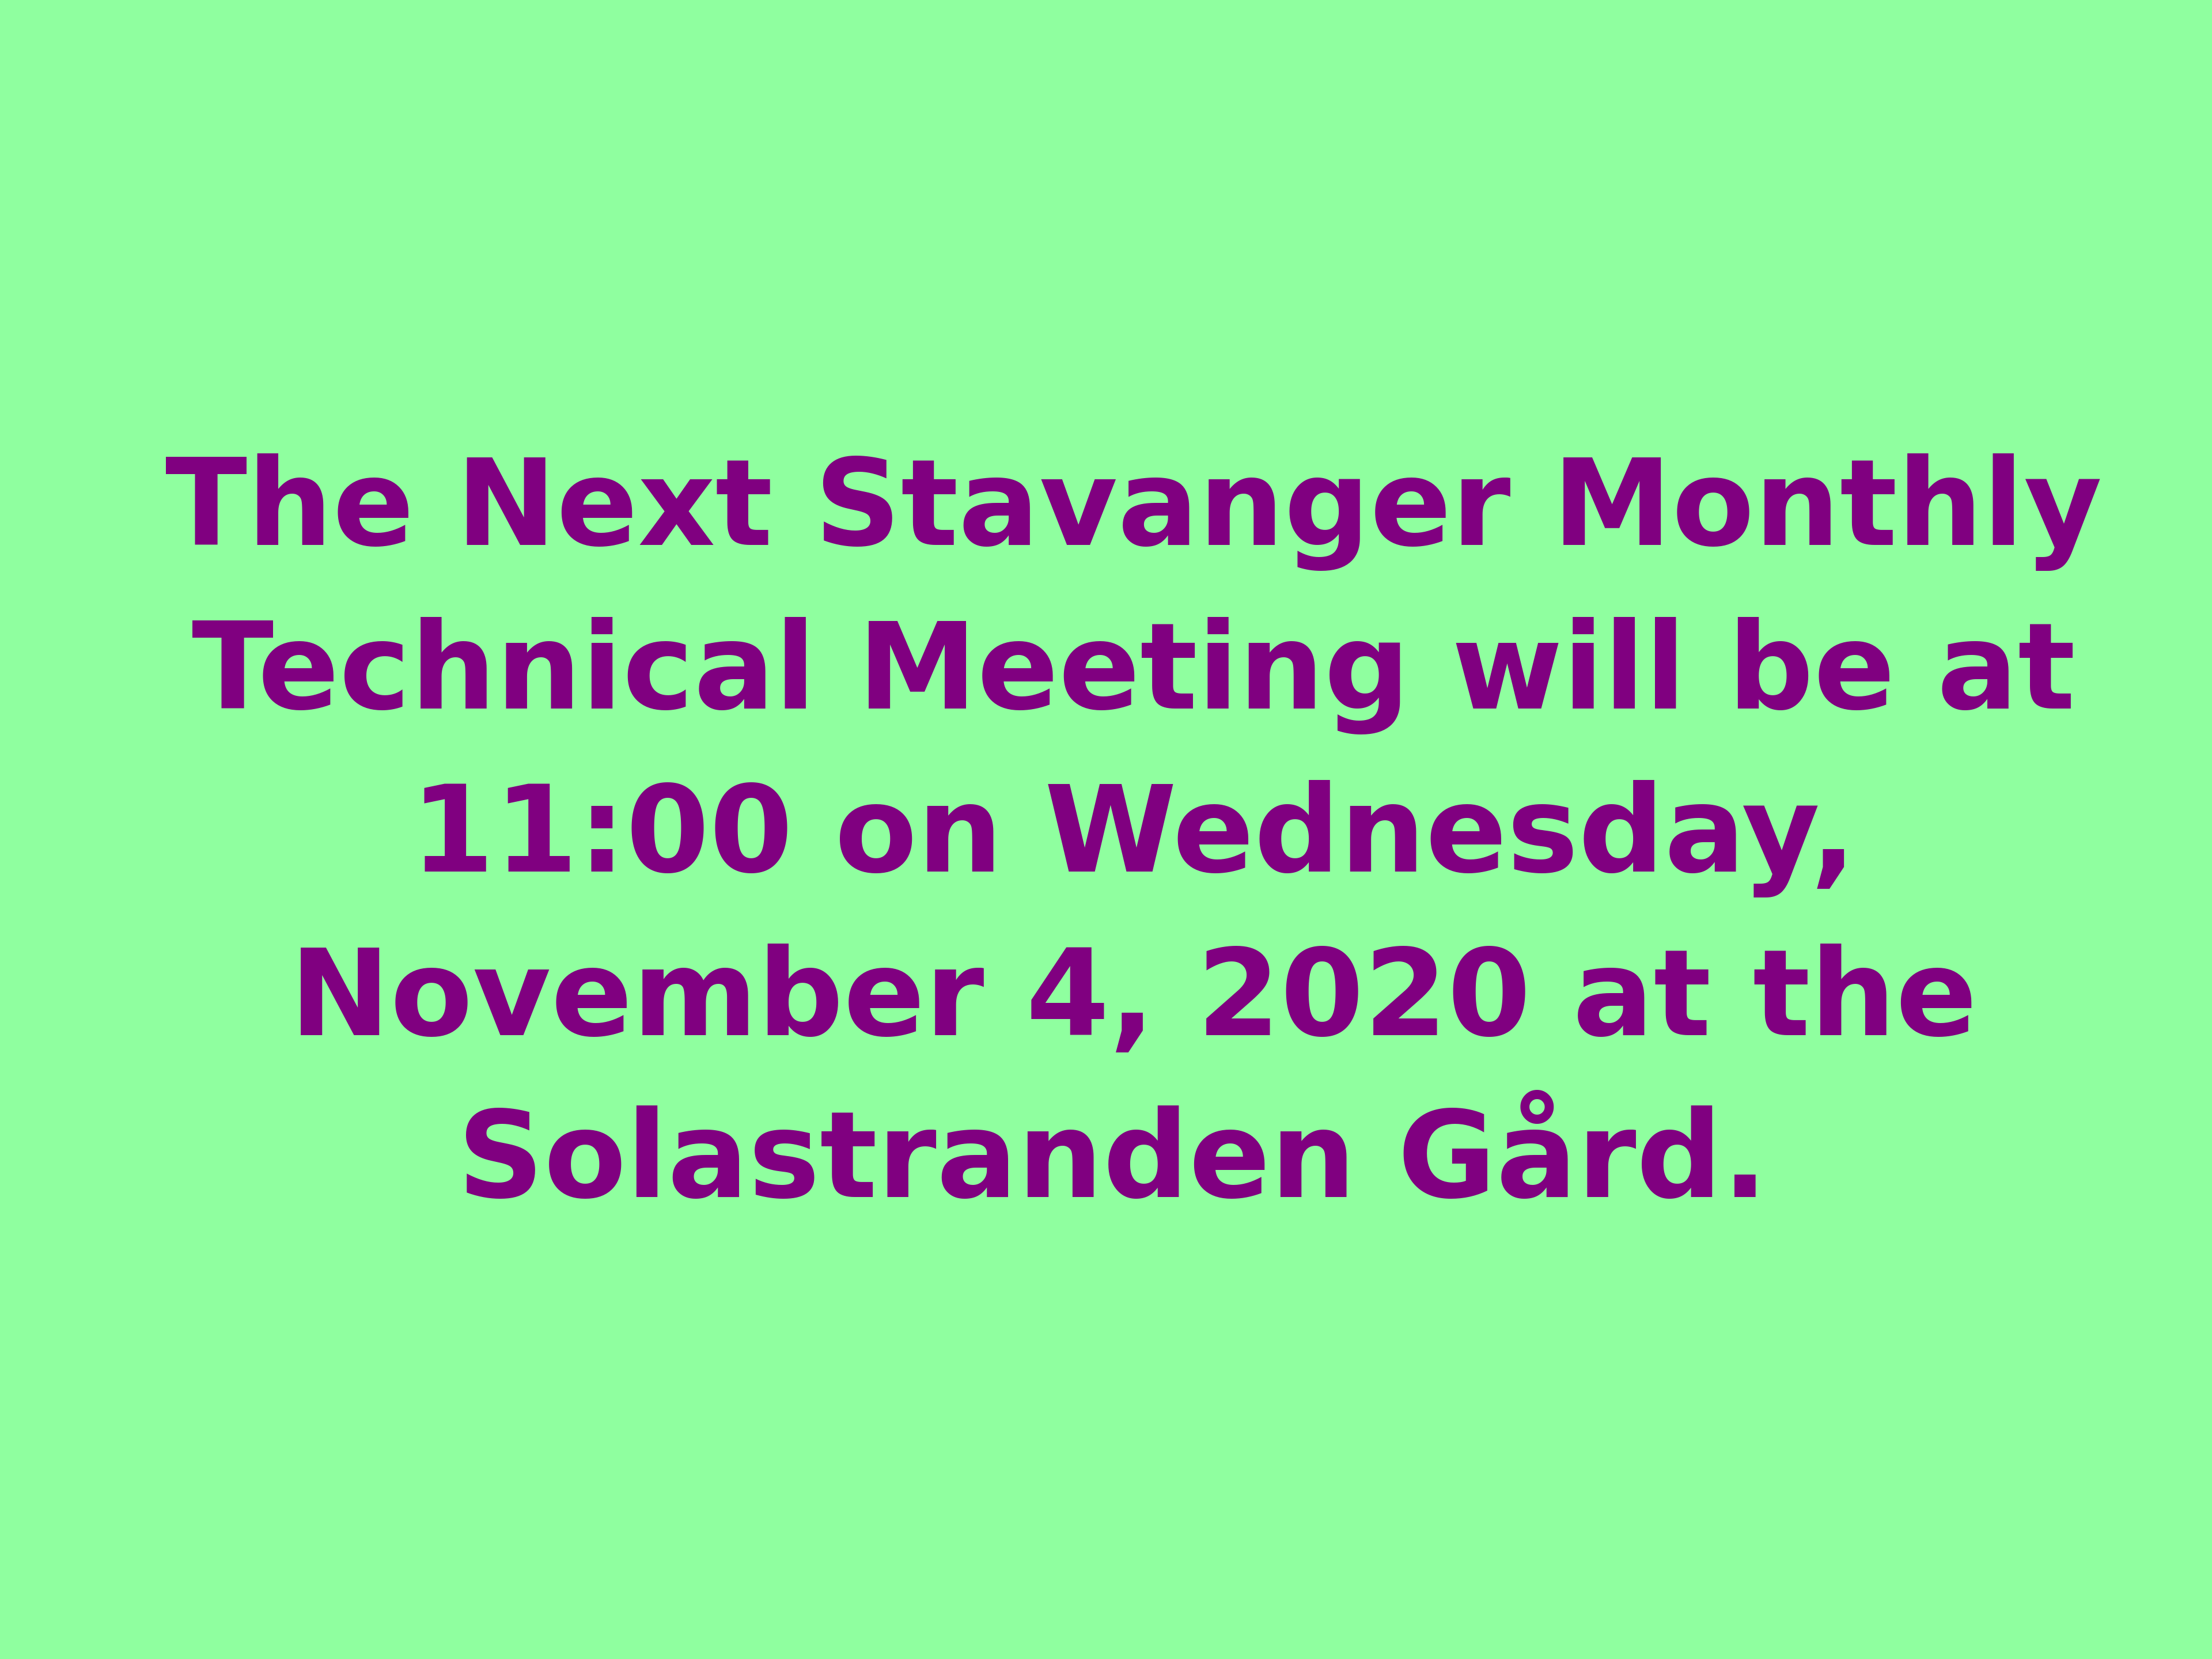 The Next Stavanger Monthly
Technical Meeting will be at
11:00 on Wednesday,
November 4, 2020 at the
Solastranden Gård.